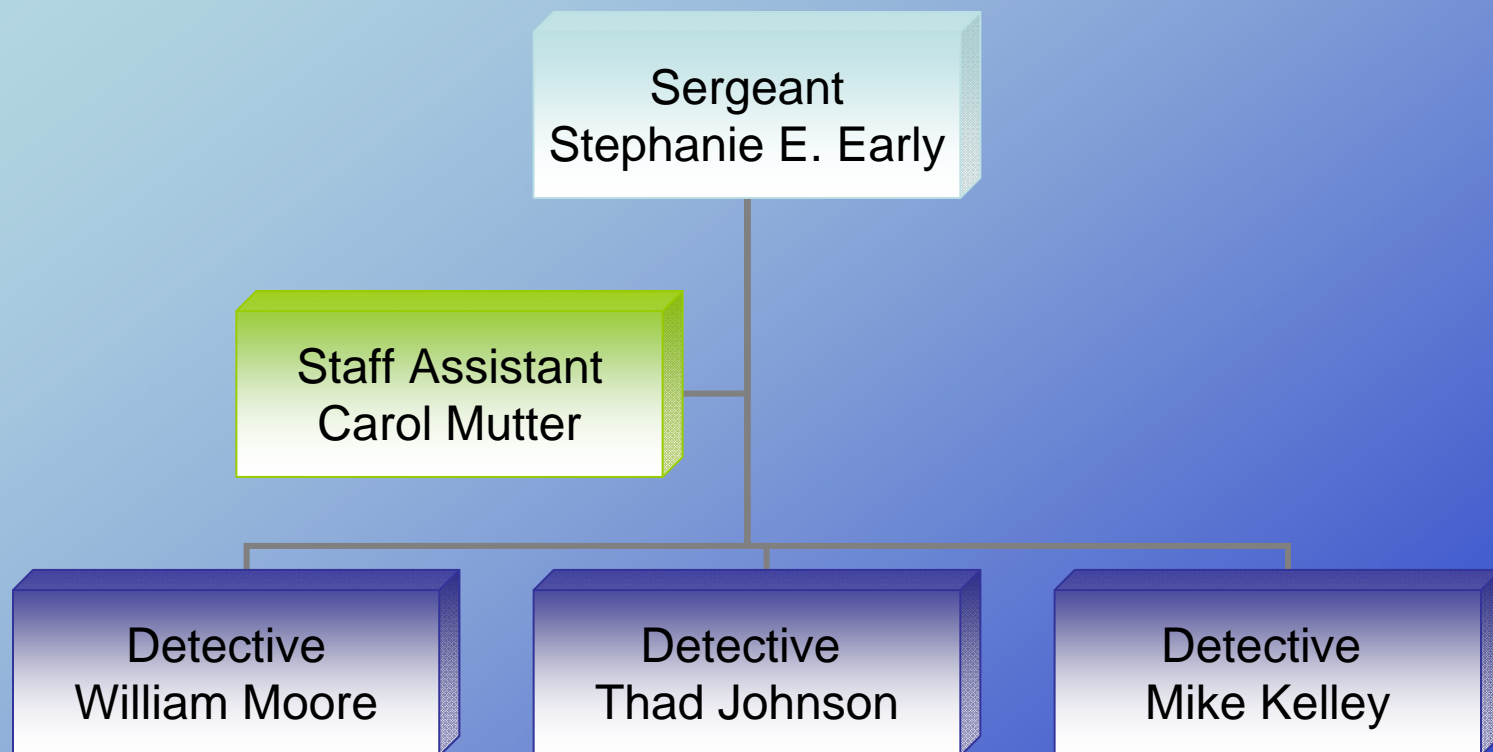 Sergeant
Stephanie E. Early
Staff Assistant
Carol Mutter
Detective
William Moore
Detective
Thad Johnson
Detective
Mike Kelley